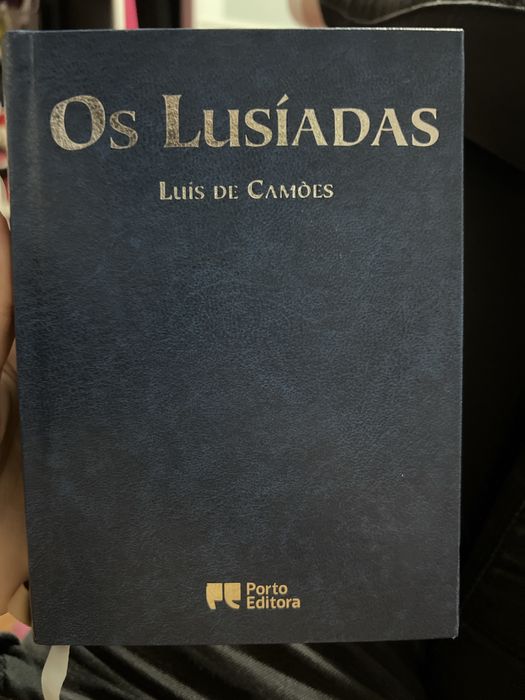 Os Lusíadas
Luís de Camões
Porto
Editora